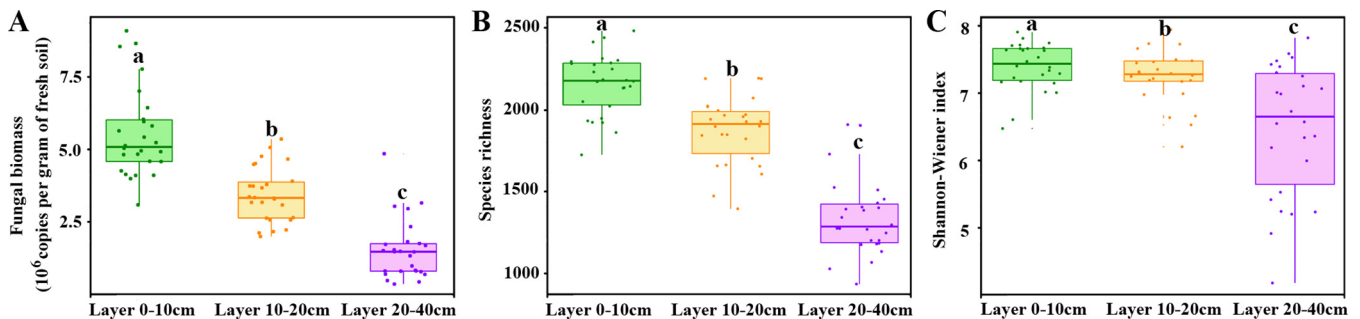 A
Fungal biomass
(10⁶ copies per gram of fresh soil)
7.5
5.0
2.5
a
b
c
Layer 0-10cm Layer 10-20cm Layer 20-40cm
B
Species richness
2500
2000
1500
1000
a
b
c
Layer 0-10cm Layer 10-20cm Layer 20-40cm
C
Shannon-Wiener index
8
7
6
5
a
b
c
Layer 0-10cm Layer 10-20cm Layer 20-40cm